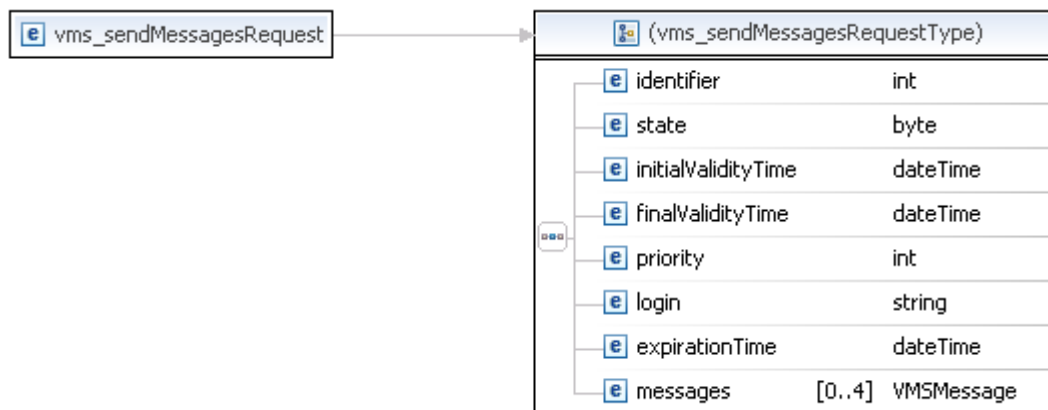 e vms_sendMessagesRequest
(vms_sendMessagesRequestType)
e identifier int
e state byte
e initialValidityTime dateTime
e finalValidityTime dateTime
e priority int
e login string
e expirationTime dateTime
e messages [0..4] VMSMessage